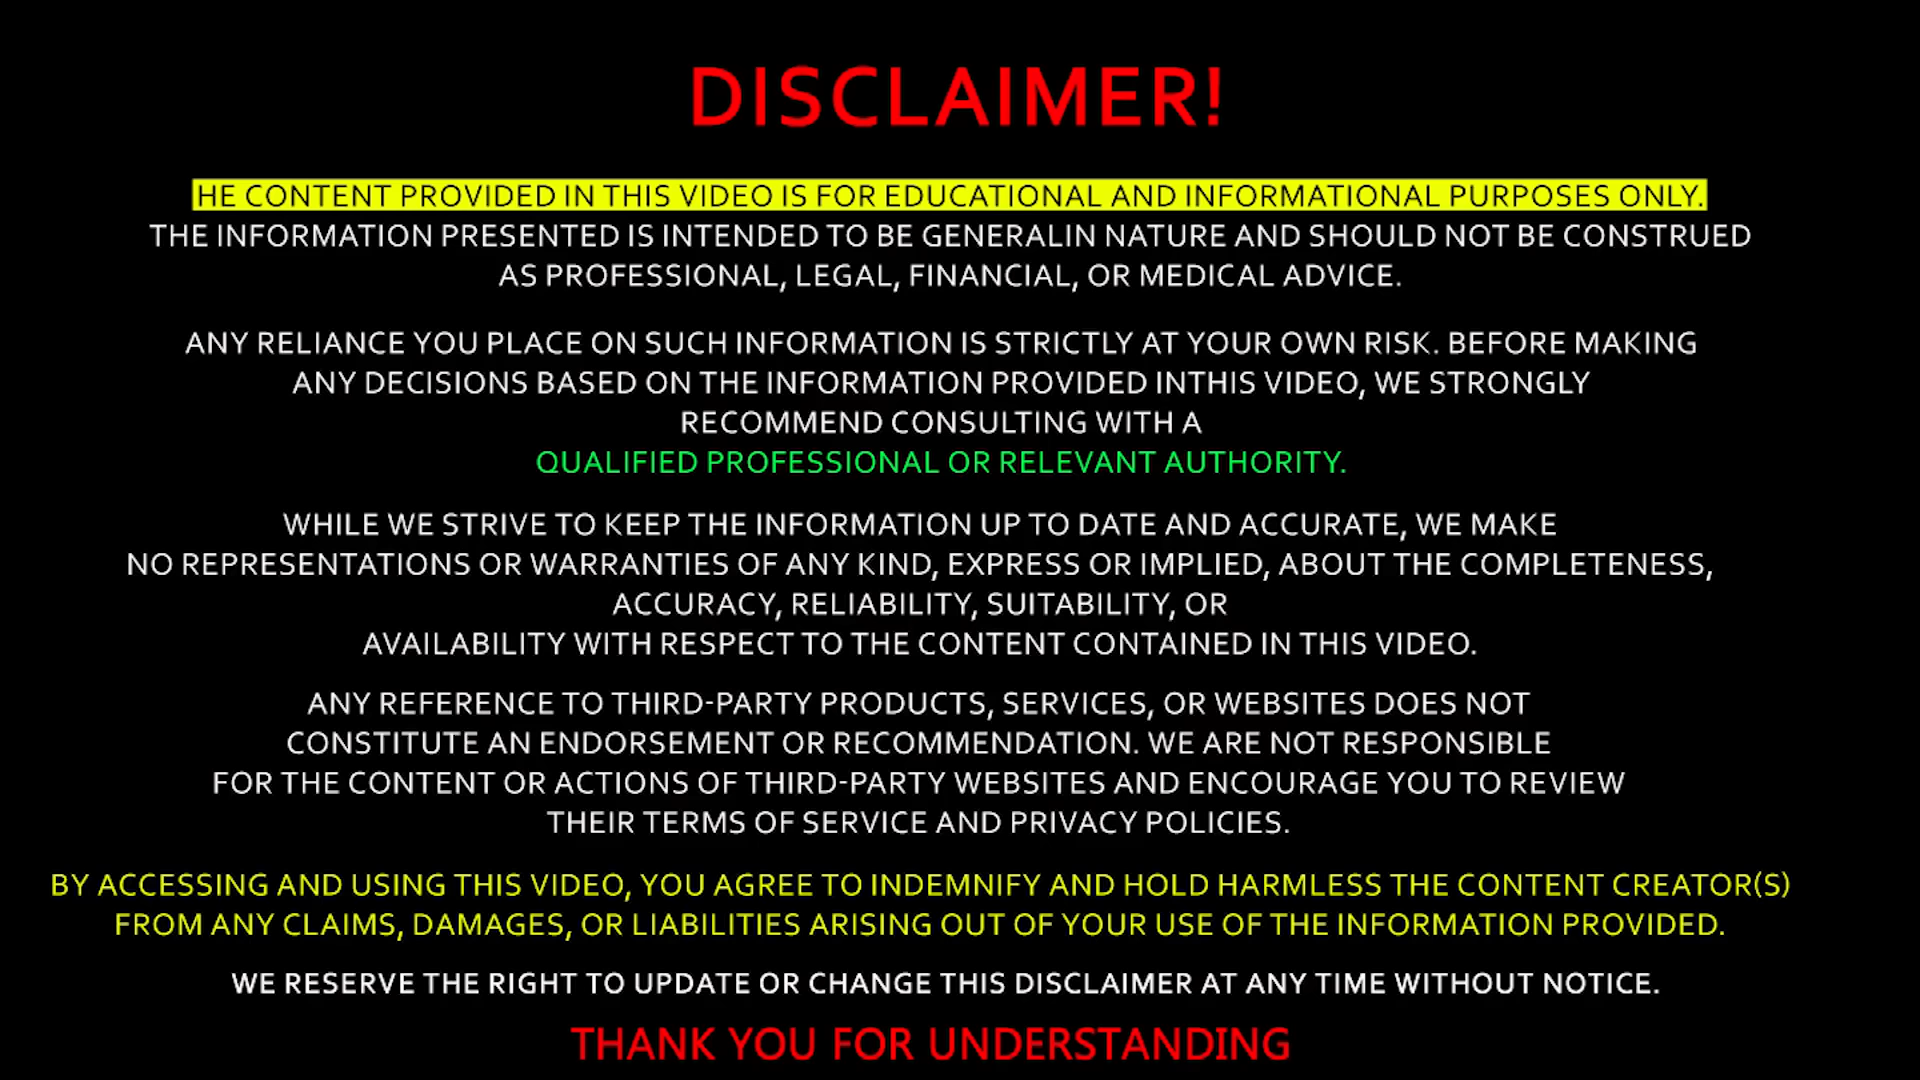 DISCLAIMER!
HE CONTENT PROVIDED IN THIS VIDEO IS FOR EDUCATIONAL AND INFORMATIONAL PURPOSES ONLY.
THE INFORMATION PRESENTED IS INTENDED TO BE GENERALIN NATURE AND SHOULD NOT BE CONSTRUED
AS PROFESSIONAL, LEGAL, FINANCIAL, OR MEDICAL ADVICE.
ANY RELIANCE YOU PLACE ON SUCH INFORMATION IS STRICTLY AT YOUR OWN RISK. BEFORE MAKING
ANY DECISIONS BASED ON THE INFORMATION PROVIDED INTHIS VIDEO, WE STRONGLY
RECOMMEND CONSULTING WITH A
QUALIFIED PROFESSIONAL OR RELEVANT AUTHORITY.
WHILE WE STRIVE TO KEEP THE INFORMATION UP TO DATE AND ACCURATE, WE MAKE
NO REPRESENTATIONS OR WARRANTIES OF ANY KIND, EXPRESS OR IMPLIED, ABOUT THE COMPLETENESS,
ACCURACY, RELIABILITY, SUITABILITY, OR
AVAILABILITY WITH RESPECT TO THE CONTENT CONTAINED IN THIS VIDEO.
ANY REFERENCE TO THIRD-PARTY PRODUCTS, SERVICES, OR WEBSITES DOES NOT
CONSTITUTE AN ENDORSEMENT OR RECOMMENDATION. WE ARE NOT RESPONSIBLE
FOR THE CONTENT OR ACTIONS OF THIRD-PARTY WEBSITES AND ENCOURAGE YOU TO REVIEW
THEIR TERMS OF SERVICE AND PRIVACY POLICIES.
BY ACCESSING AND USING THIS VIDEO, YOU AGREE TO INDEMNIFY AND HOLD HARMLESS THE CONTENT CREATOR(S)
FROM ANY CLAIMS, DAMAGES, OR LIABILITIES ARISING OUT OF YOUR USE OF THE INFORMATION PROVIDED.
WE RESERVE THE RIGHT TO UPDATE OR CHANGE THIS DISCLAIMER AT ANY TIME WITHOUT NOTICE.
THANK YOU FOR UNDERSTANDING